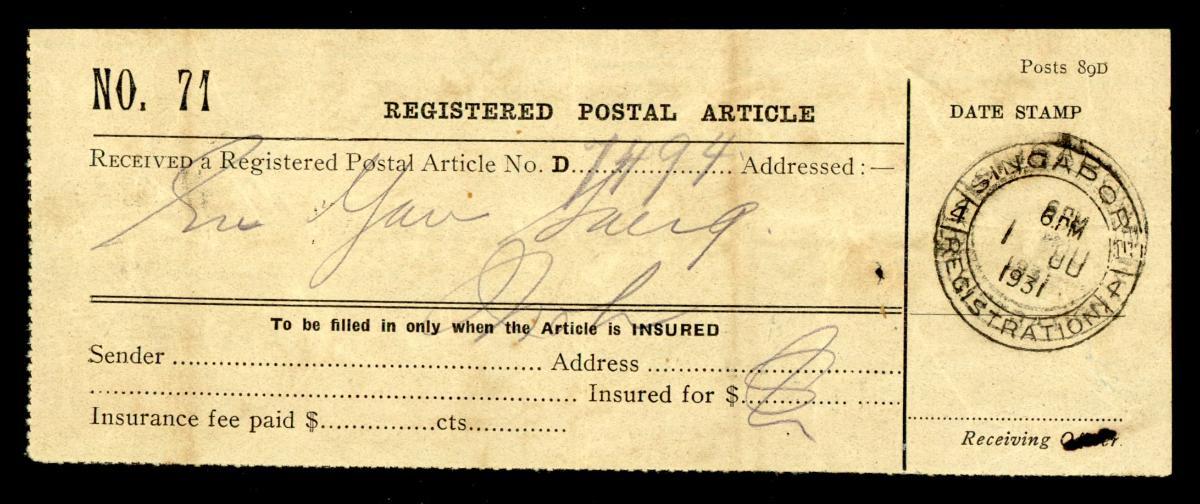 Posts 89D
NO. 71
REGISTERED POSTAL ARTICLE
DATE STAMP
RECEIVED a Registered Postal Article No. D.....7494..... Addressed:—
SINGAPORE
6.PM
1931
REGISTRATION
To be filled in only when the Article is INSURED
Sender .......................................... Address ..........................................
.......................................... Insured for $.....................
Insurance fee paid $...............cts.............
Receiving Officer